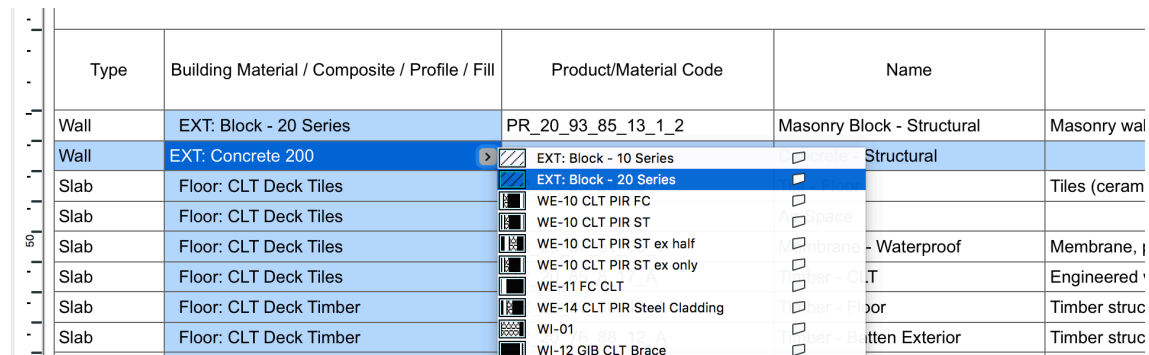 Type Building Material / Composite / Profile / Fill Product/Material Code Name
Wall EXT: Block - 20 Series PR_20_93_85_13_1_2 Masonry Block - Structural Masonry wal
Wall EXT: Concrete 200 > EXT: Block - 10 Series Structural
Slab Floor: CLT Deck Tiles EXT: Block - 20 Series Floor Tiles (ceram
WE-10 CLT PIR FC
Slab Floor: CLT Deck Tiles WE-10 CLT PIR ST Space
Slab Floor: CLT Deck Tiles WE-10 CLT PIR ST ex half - Waterproof Membrane, p
50
Slab Floor: CLT Deck Tiles WE-10 CLT PIR ST ex only Engineered
WE-11 FC CLT
Slab Floor: CLT Deck Timber WE-14 CLT PIR Steel Cladding Timber struc
Slab Floor: CLT Deck Timber WI-01 Batten Exterior Timber struc
WI-12 GIB CLT Brace